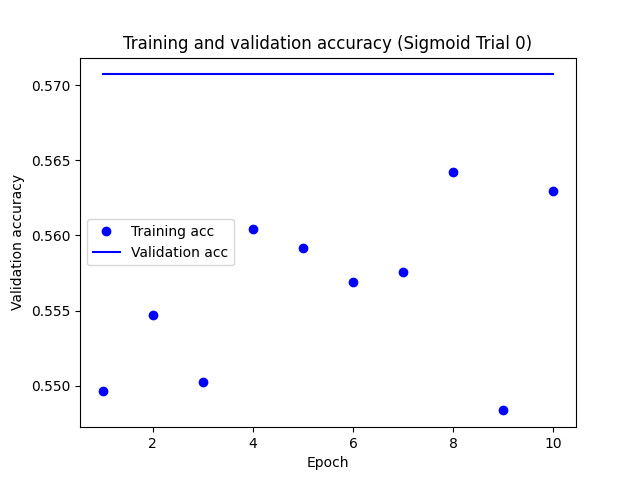 Training and validation accuracy (Sigmoid Trial 0)
0.570
0.565
0.560
0.555
0.550
Validation accuracy
Training acc
Validation acc
2 4 6 8 10
Epoch